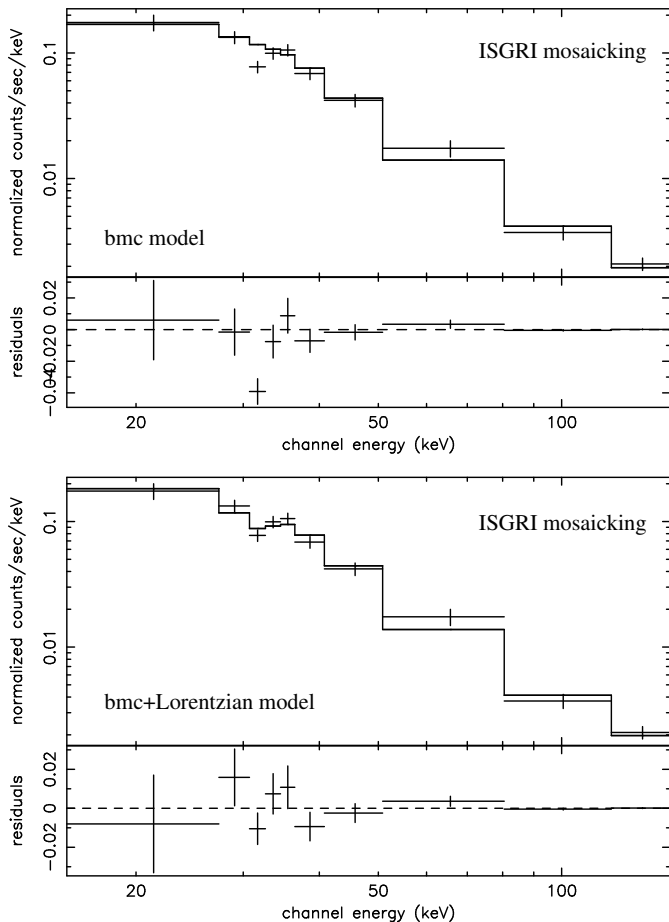 ISGRI mosaicking
normalized counts/sec/keV
0.1
0.01
bmc model
residuals
0.02
0
−0.02
−0.04
20
50
100
channel energy (keV)
ISGRI mosaicking
normalized counts/sec/keV
0.1
0.01
bmc+Lorentzian model
residuals
0.02
0
−0.02
20
50
100
channel energy (keV)